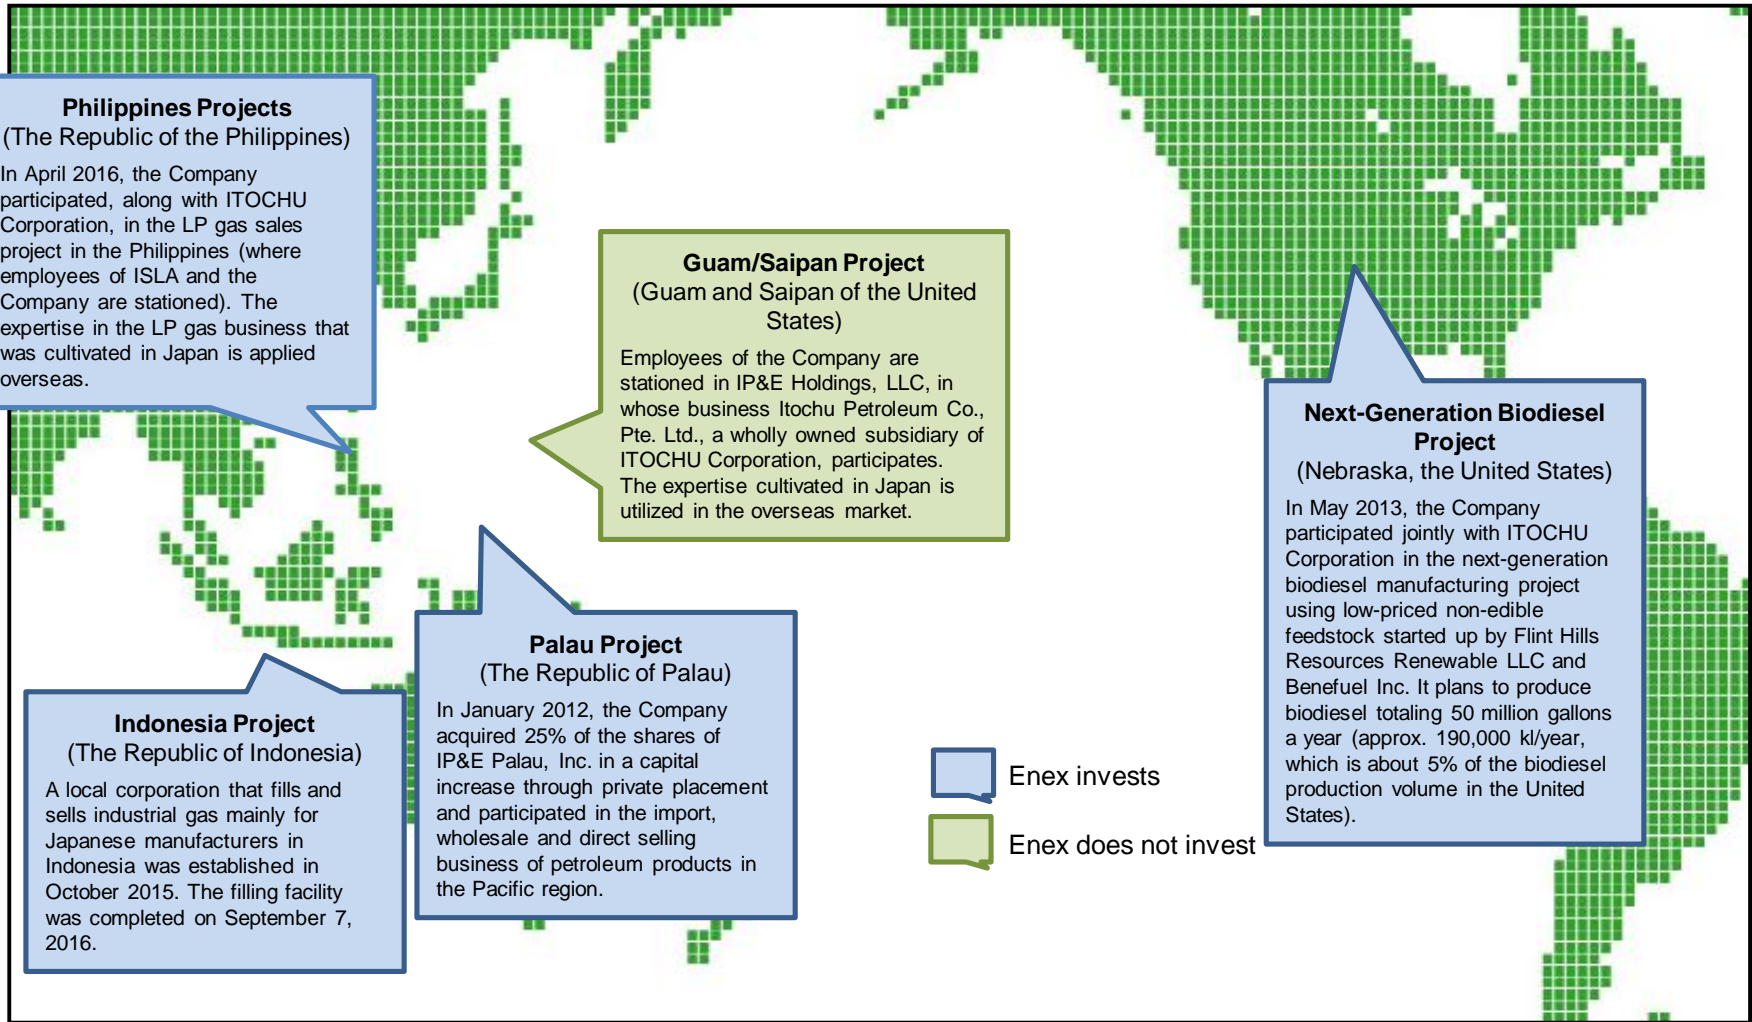 Philippines Projects
(The Republic of the Philippines)
In April 2016, the Company
participated, along with ITOCHU
Corporation, in the LP gas sales
project in the Philippines (where
employees of ISLA and the
Company are stationed). The
expertise in the LP gas business that
was cultivated in Japan is applied
overseas.
Guam/Saipan Project
(Guam and Saipan of the United
States)
Employees of the Company are
stationed in IP&E Holdings, LLC, in
whose business Itochu Petroleum Co.,
Pte. Ltd., a wholly owned subsidiary of
ITOCHU Corporation, participates.
The expertise cultivated in Japan is
utilized in the overseas market.
Next-Generation Biodiesel
Project
(Nebraska, the United States)
In May 2013, the Company
participated jointly with ITOCHU
Corporation in the next-generation
biodiesel manufacturing project
using low-priced non-edible
feedstock started up by Flint Hills
Resources Renewable LLC and
Benefuel Inc. It plans to produce
biodiesel totaling 50 million gallons
a year (approx. 190,000 kl/year,
which is about 5% of the biodiesel
production volume in the United
States).
Palau Project
(The Republic of Palau)
In January 2012, the Company
acquired 25% of the shares of
IP&E Palau, Inc. in a capital
increase through private placement
and participated in the import,
wholesale and direct selling
business of petroleum products in
the Pacific region.
Indonesia Project
(The Republic of Indonesia)
A local corporation that fills and
sells industrial gas mainly for
Japanese manufacturers in
Indonesia was established in
October 2015. The filling facility
was completed on September 7,
2016.
Enex invests
Enex does not invest